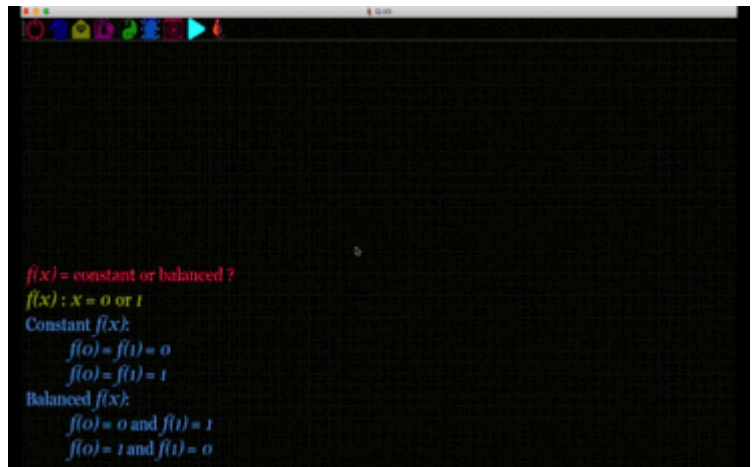 f(x) = constant or balanced ?
f(x) : x = 0 or 1
Constant f(x):
f(0) = f(1) = 0
f(0) = f(1) = 1
Balanced f(x):
f(0) = 0 and f(1) = 1
f(0) = 1 and f(1) = 0